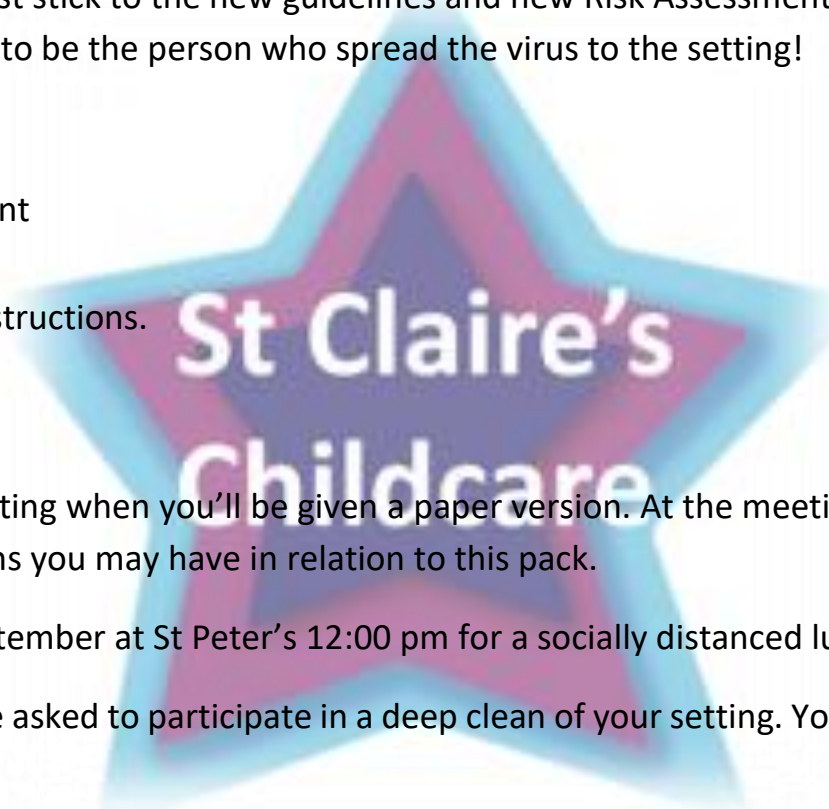 st stick to the new guidelines and new Risk Assessment
to be the person who spread the virus to the setting!
nt
structions.
St Claire's
Childcare
ting when you'll be given a paper version. At the meeti
ns you may have in relation to this pack.
tember at St Peter's 12:00 pm for a socially distanced lu
e asked to participate in a deep clean of your setting. Yo